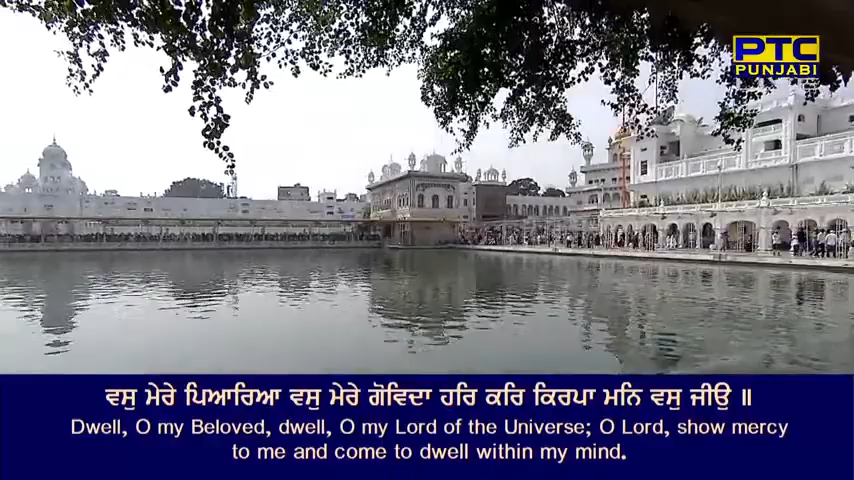 PTC
PUNJABI
ਵਸੁ ਮੇਰੇ ਪਿਆਰਿਆ ਵਸੁ ਮੇਰੇ ਗੋਵਿਦਾ ਹਰਿ ਕਰਿ ਕਿਰਪਾ ਮਨਿ ਵਸੁ ਜੀਉ ॥
Dwell, O my Beloved, dwell, O my Lord of the Universe; O Lord, show mercy
to me and come to dwell within my mind.